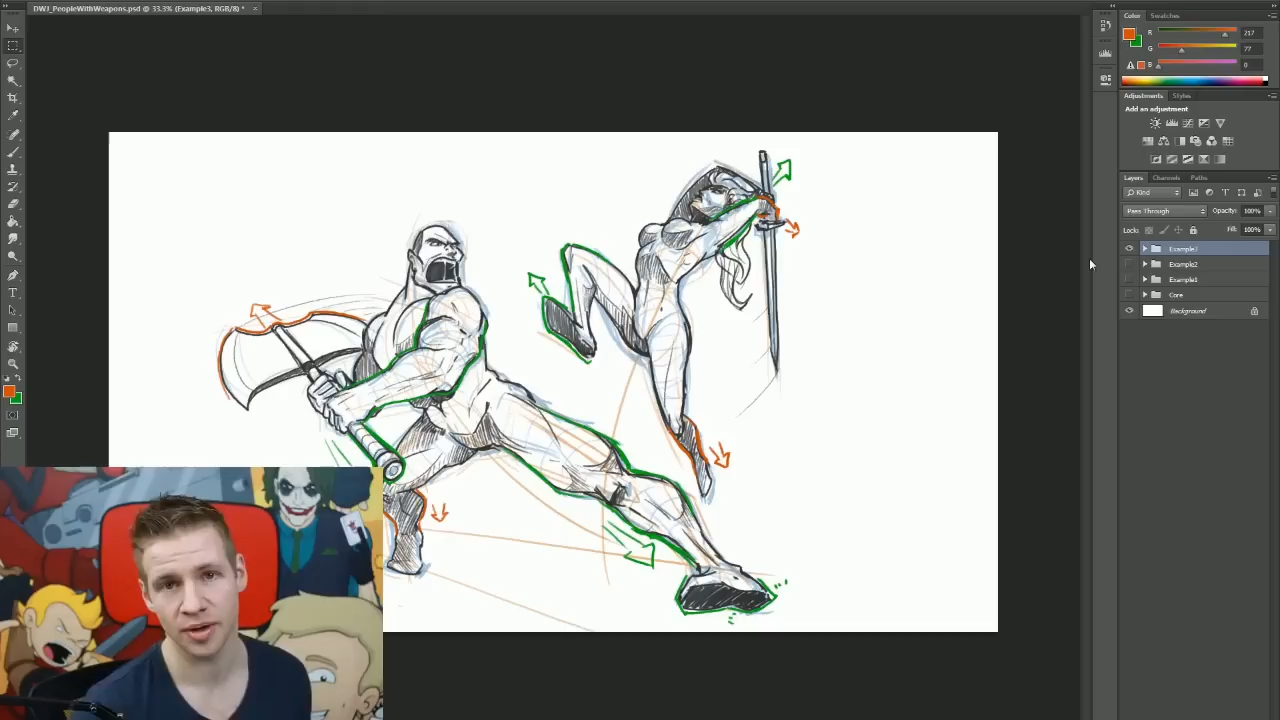 DWJ_PeopleWithWeapons.psd @ 33.3% (Example3, RGB/8) *
Color
Swatches
R
217
G
77
B
0
Adjustments
Styles
Add an adjustment
Layers
Channels
Paths
Kind
Pass Through
Opacity:
100%
Lock:
Fill:
100%
Example3
Example2
Example1
Core
Background